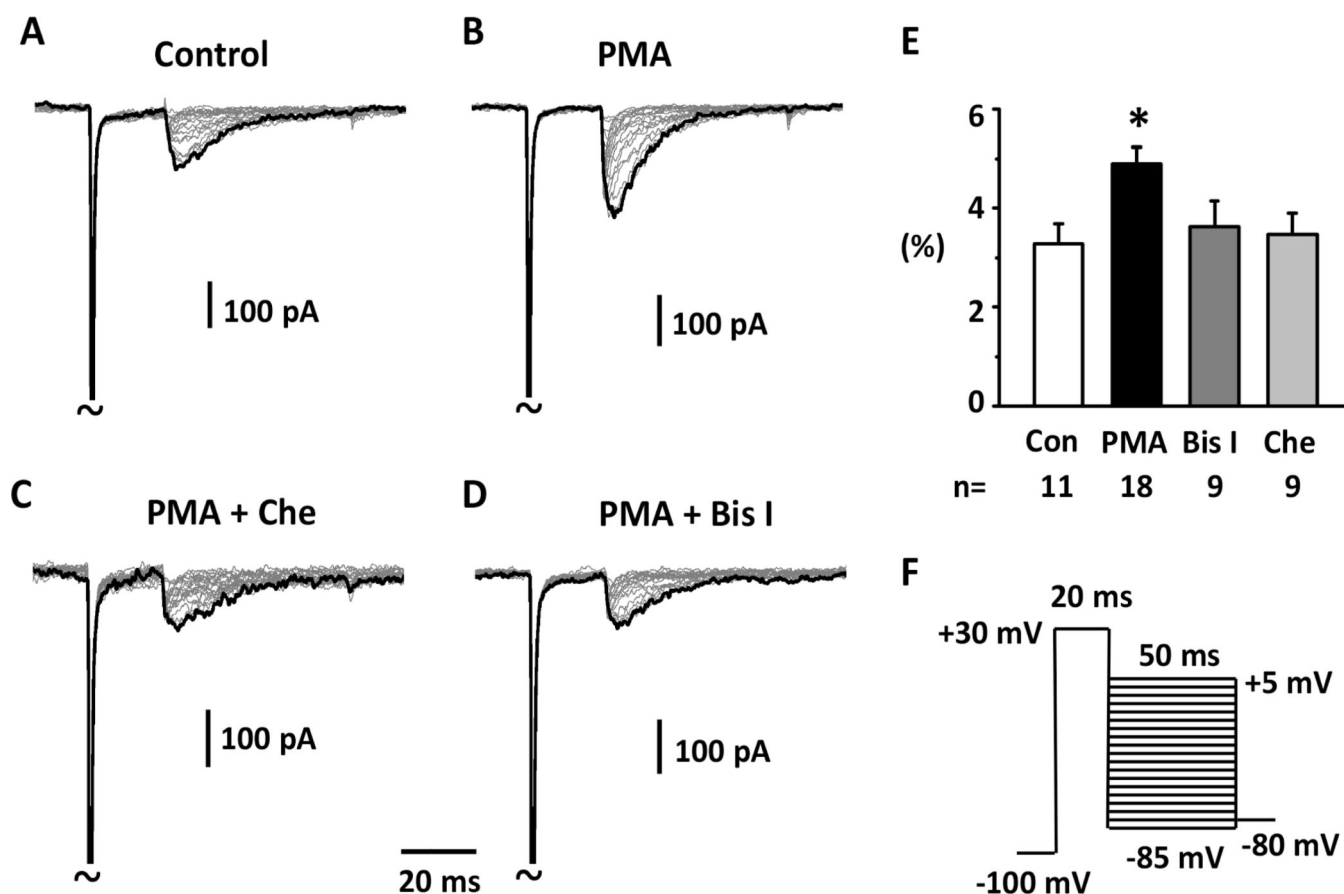 A
Control
100 pA
~
B
PMA
100 pA
~
C
PMA + Che
100 pA
~
20 ms
D
PMA + Bis I
100 pA
~
E
6
*
4
(%)
2
0
Con PMA Bis I Che
n= 11 18 9 9
F
20 ms
+30 mV
50 ms
+5 mV
-85 mV
-80 mV
-100 mV